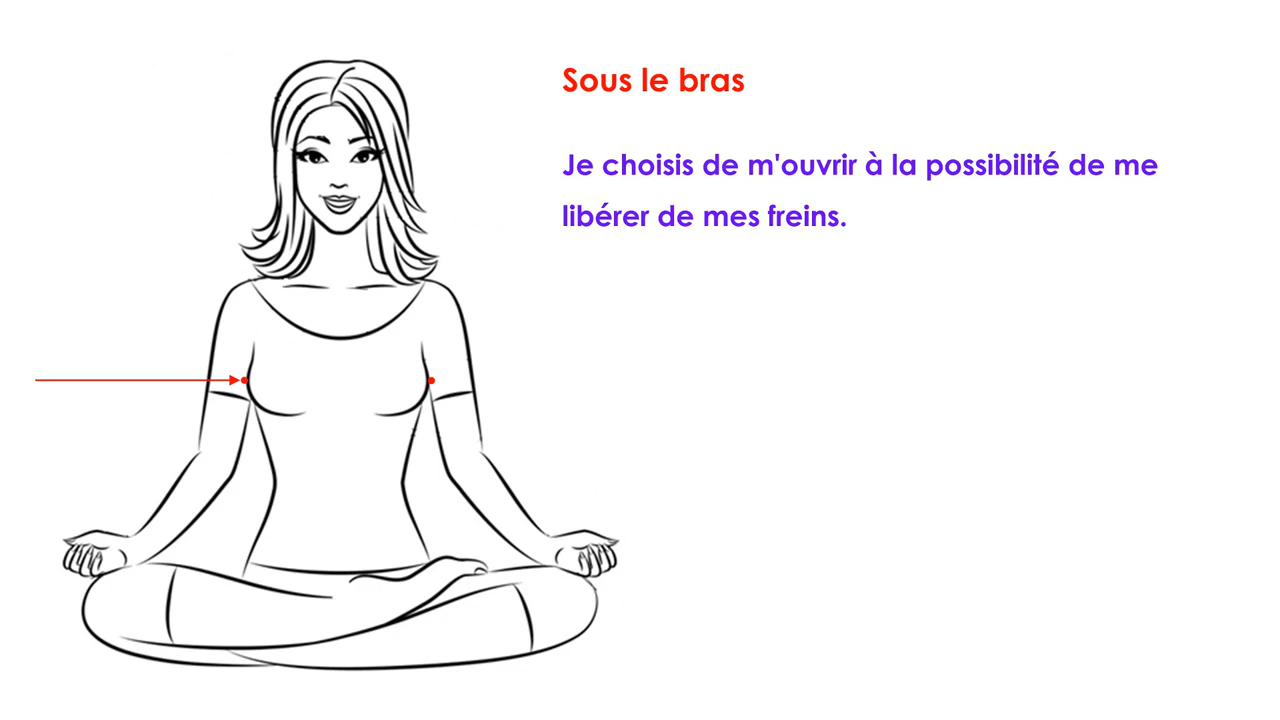 Sous le bras
Je choisis de m'ouvrir à la possibilité de me
libérer de mes freins.